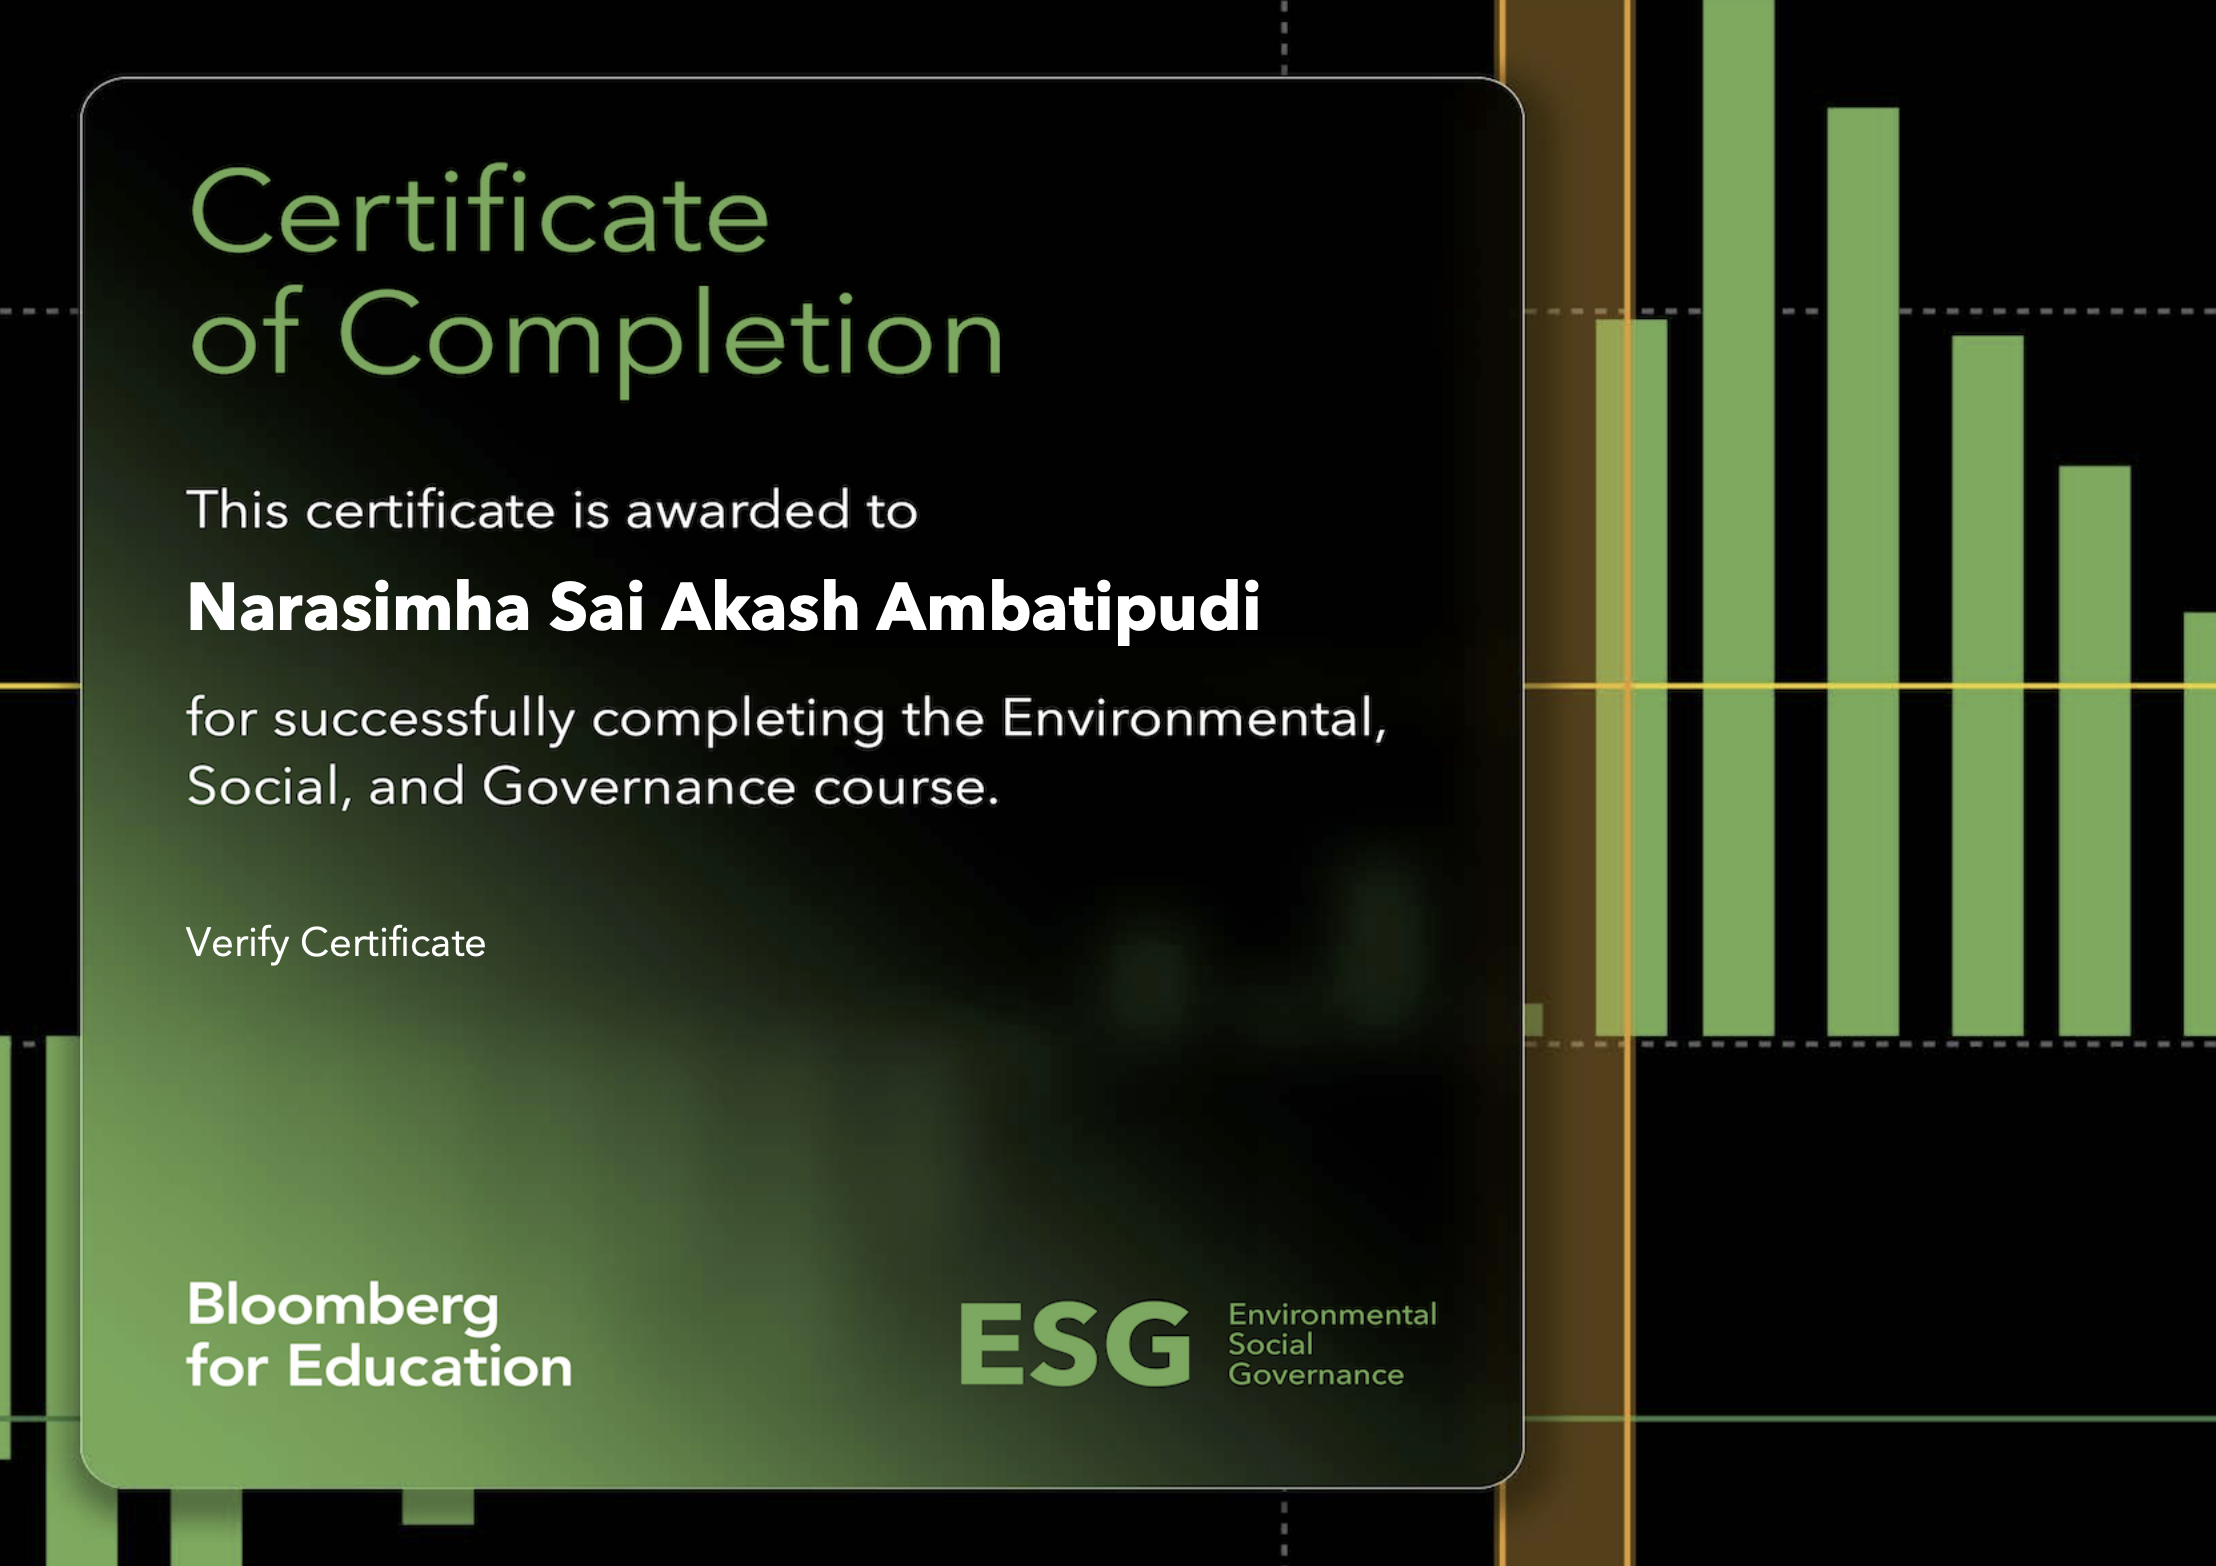 Certificate
of Completion
This certificate is awarded to
Narasimha Sai Akash Ambatipudi
for successfully completing the Environmental,
Social, and Governance course.
Verify Certificate
Bloomberg
for Education
ESG
Environmental
Social
Governance